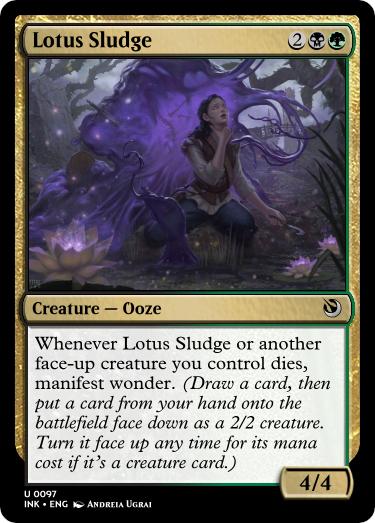 Lotus Sludge 2
Creature — Ooze
Whenever Lotus Sludge or another
face-up creature you control dies,
manifest wonder. (Draw a card, then
put a card from your hand onto the
battlefield face down as a 2/2 creature.
Turn it face up any time for its mana
cost if it's a creature card.)
4/4
U 0097
INK • ENG Andreia Ugrai